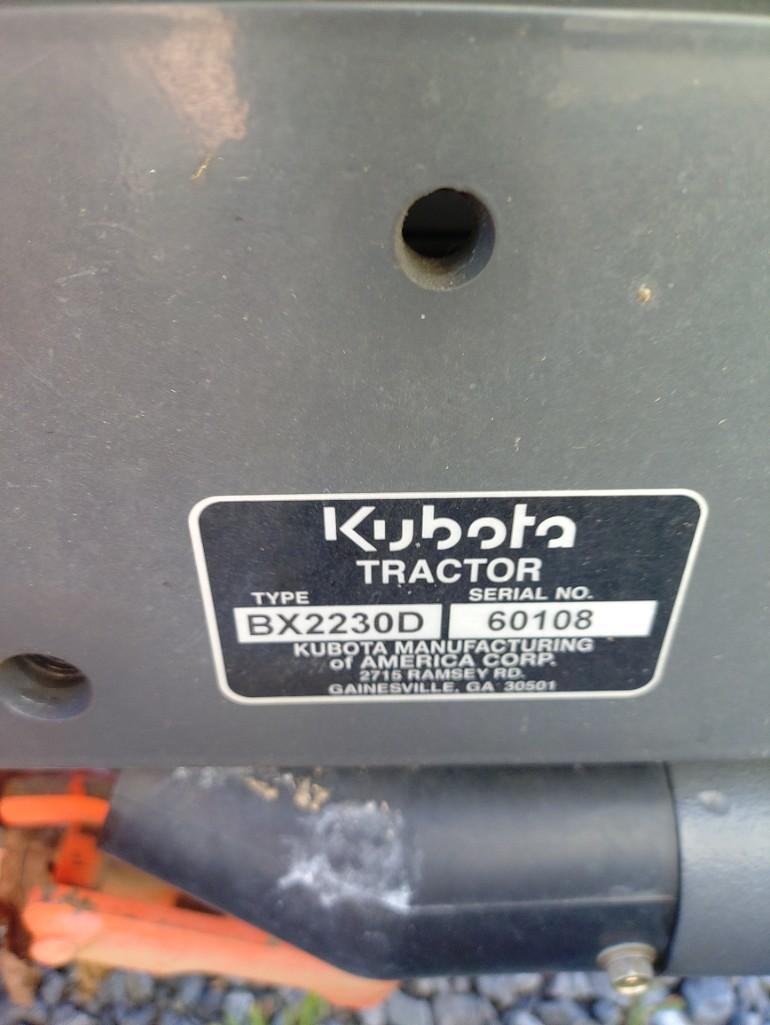 Kubota
TRACTOR
TYPE SERIAL NO.
BX2230D 60108
KUBOTA MANUFACTURING
of AMERICA CORP.
2715 RAMSEY RD.
GAINESVILLE, GA 30501